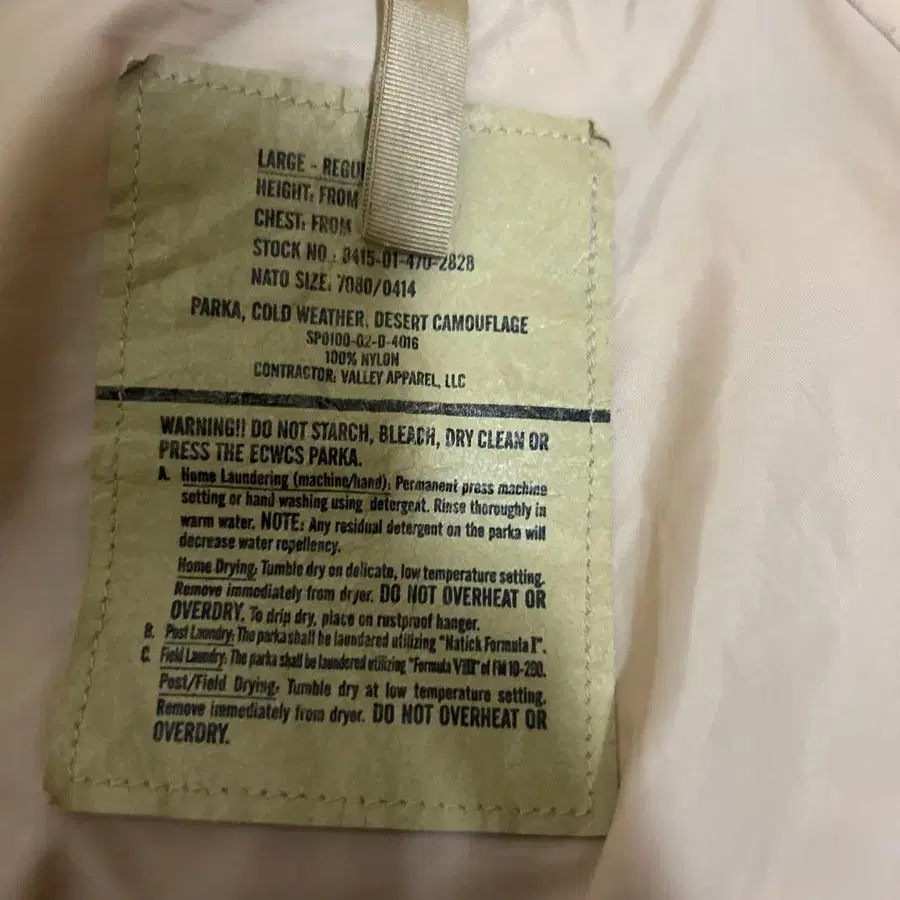 LARGE - REGU
HEIGHT: FROM
CHEST: FROM
STOCK NO.: 8415-01-470-2828
NATO SIZE: 7080/0414
PARKA, COLD WEATHER, DESERT CAMOUFLAGE
SP0100-02-D-4016
100% NYLON
CONTRACTOR: VALLEY APPAREL, LLC
WARNING!! DO NOT STARCH, BLEACH, DRY CLEAN OR
PRESS THE ECWCS PARKA.
A. Home Laundering (machine/hand): Permanent press machine
setting or hand washing using detergent. Rinse thoroughly in
warm water. NOTE: Any residual detergent on the parka will
decrease water repellency.
Home Drying: Tumble dry on delicate, low temperature setting.
Remove immediately from dryer. DO NOT OVERHEAT OR
OVERDRY. To drip dry, place on rustproof hanger.
B. Post Laundry: The parka shall be laundered utilizing "Natick Formula I".
C. Field Laundry: The parka shall be laundered utilizing "Formula VIII" of FM 10-280.
Post/Field Drying: Tumble dry at low temperature setting.
Remove immediately from dryer. DO NOT OVERHEAT OR
OVERDRY.